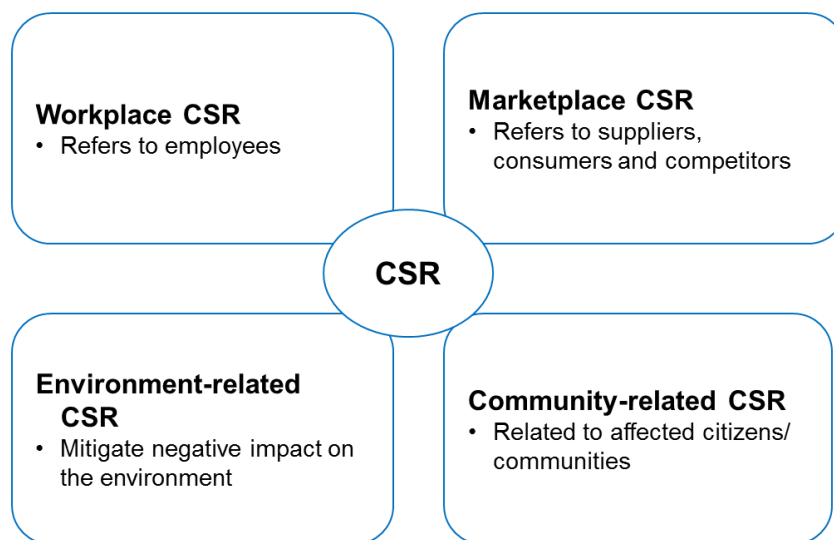 Workplace CSR
• Refers to employees
Marketplace CSR
• Refers to suppliers,
consumers and competitors
CSR
Environment-related
CSR
• Mitigate negative impact on
the environment
Community-related CSR
• Related to affected citizens/
communities